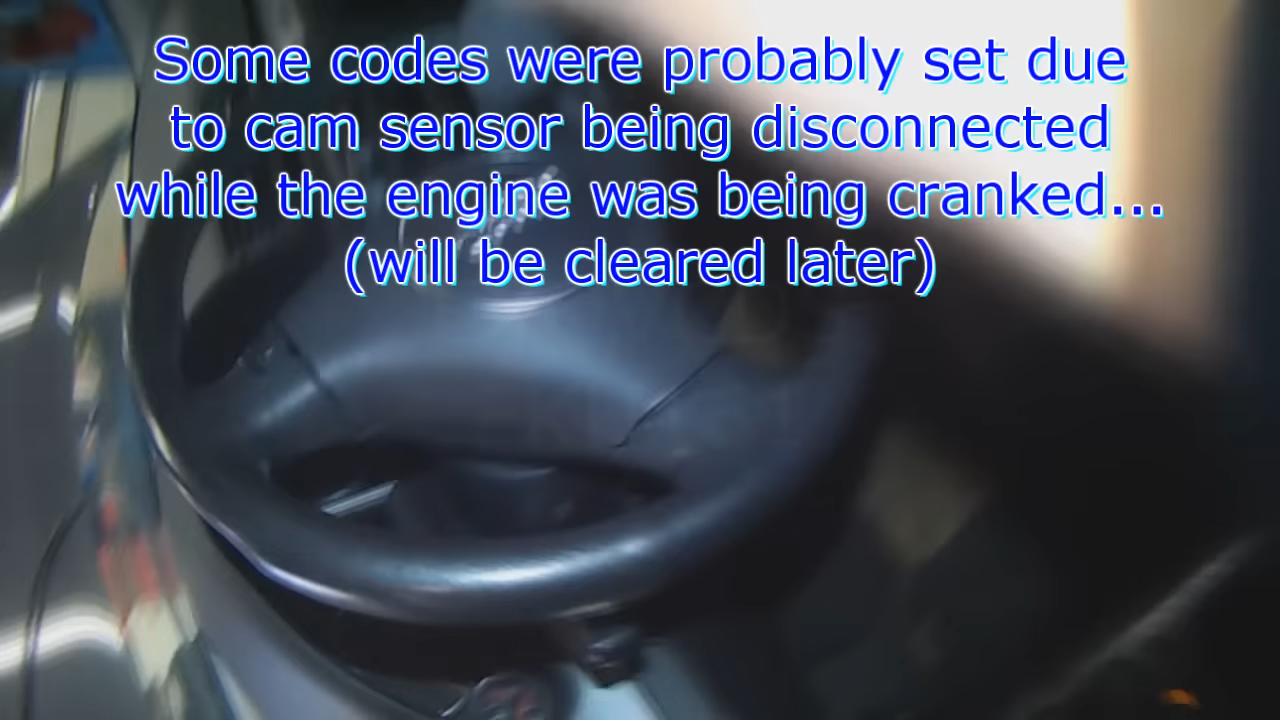 Some codes were probably set due
to cam sensor being disconnected
while the engine was being cranked...
(will be cleared later)